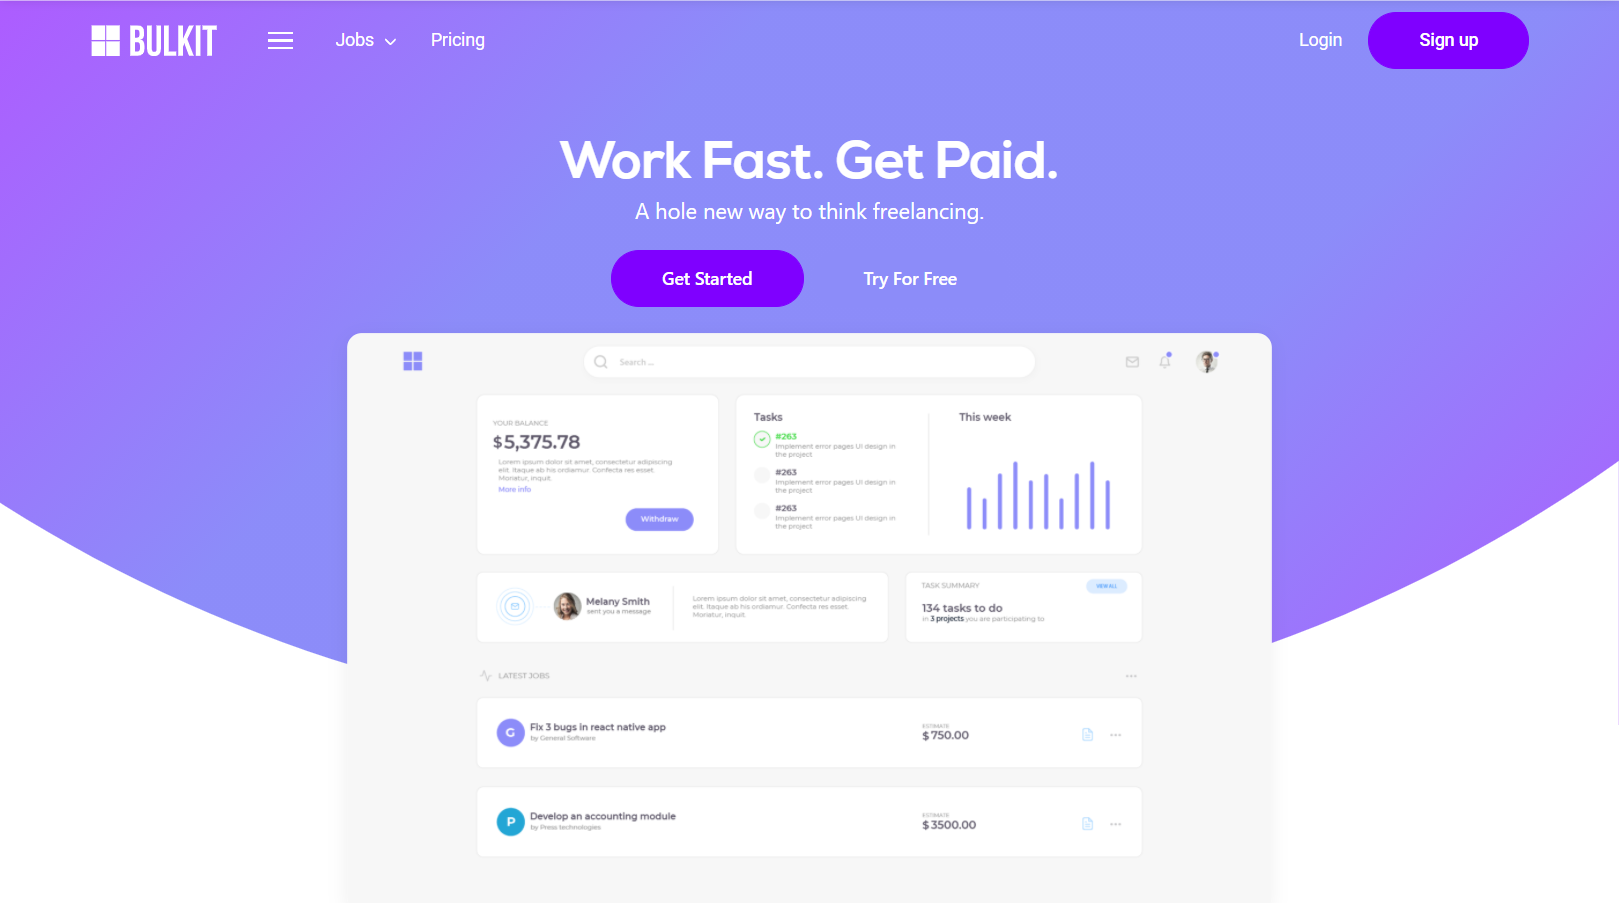 BULKIT
Jobs
Pricing
Login
Sign up
Work Fast. Get Paid.
A hole new way to think freelancing.
Get Started
Try For Free
Search ...
YOUR BALANCE
$5,375.78
Lorem ipsum dolor sit amet, consectetur adipiscing
elit. Itaque ab his ordiamur. Confecta res esset.
Moriatur, inquit.
More info
Withdraw
Tasks
#263
Implement error pages UI design in
the project
#263
Implement error pages UI design in
the project
#263
Implement error pages UI design in
the project
This week
Melany Smith
sent you a message
Lorem ipsum dolor sit amet, consectetur adipiscing
elit. Itaque ab his ordiamur. Confecta res esset.
Moriatur, inquit.
TASK SUMMARY
VIEW ALL
134 tasks to do
in 3 projects you are participating to
LATEST JOBS
G
Fix 3 bugs in react native app
by General Software
ESTIMATE
$750.00
P
Develop an accounting module
by Press technologies
ESTIMATE
$3500.00